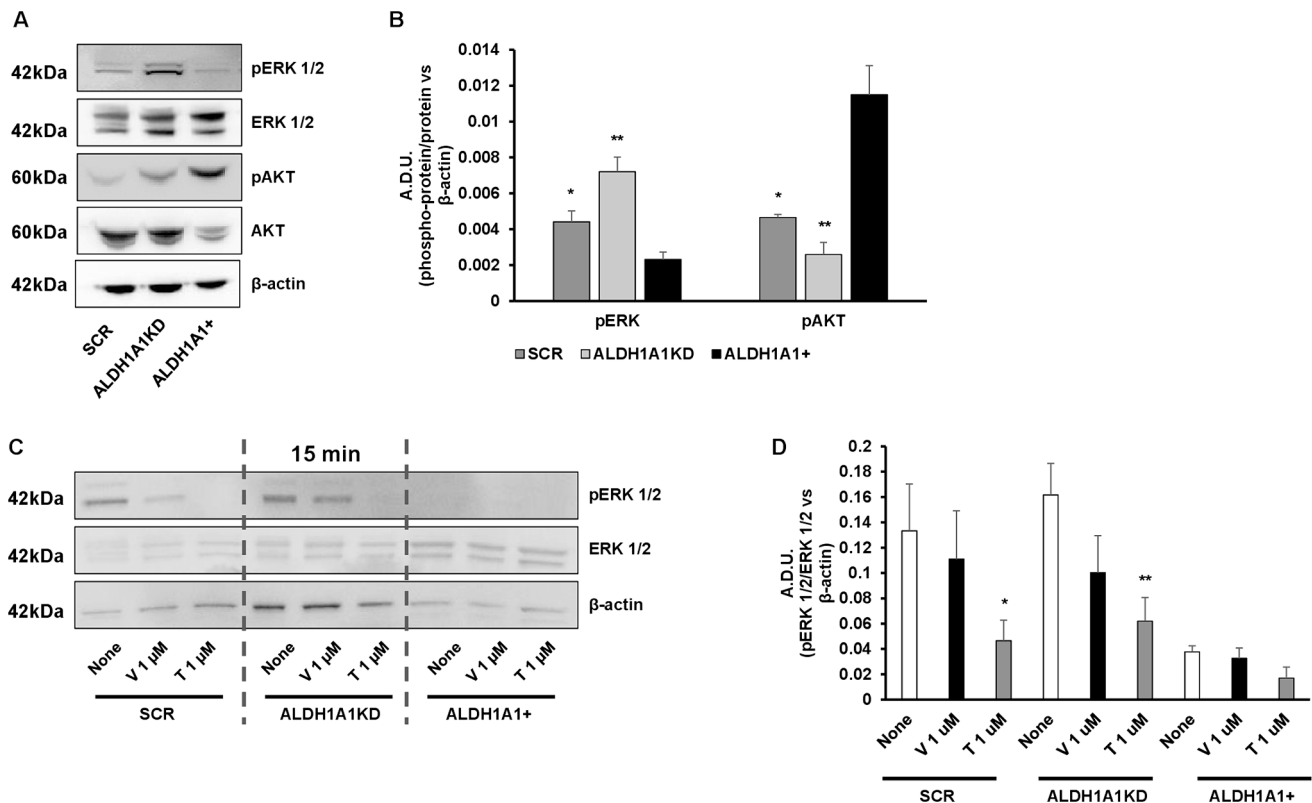 A
42kDa
pERK 1/2
42kDa
ERK 1/2
60kDa
pAKT
60kDa
AKT
42kDa
β-actin
SCR
ALDH1A1KD
ALDH1A1+
B
A.D.U.
(phospho-protein/protein vs
β-actin)
0.014
0.012
0.01
0.008
0.006
0.004
0.002
0
*
**
*
**
pERK
pAKT
SCR
ALDH1A1KD
ALDH1A1+
C
15 min
42kDa
pERK 1/2
42kDa
ERK 1/2
42kDa
β-actin
None
V 1 µM
T 1 µM
None
V 1 µM
T 1 µM
None
V 1 µM
T 1 µM
SCR
ALDH1A1KD
ALDH1A1+
D
A.D.U.
(pERK 1/2/ERK 1/2 vs
β-actin)
0.2
0.18
0.16
0.14
0.12
0.1
0.08
0.06
0.04
0.02
0
*
**
None
V 1 uM
T 1 uM
None
V 1 uM
T 1 uM
None
V 1 uM
T 1 uM
SCR
ALDH1A1KD
ALDH1A1+